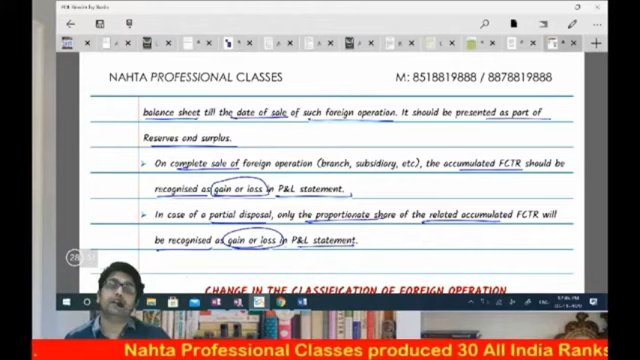 NAHTA PROFESSIONAL CLASSES M: 8518819888 / 8878819888
balance sheet till the date of sale of such foreign operation. It should be presented as part of
Reserves and surplus.
➤ On complete sale of foreign operation (branch, subsidiary, etc), the accumulated FCTR should be
recognised as gain or loss in P&L statement.
➤ In case of a partial disposal, only the proportionate share of the related accumulated FCTR will
be recognised as gain or loss in P&L statement.
CHANGE IN THE CLASSIFICATION OF FOREIGN OPERATION
Nahta Professional Classes produced 30 All India Ranks